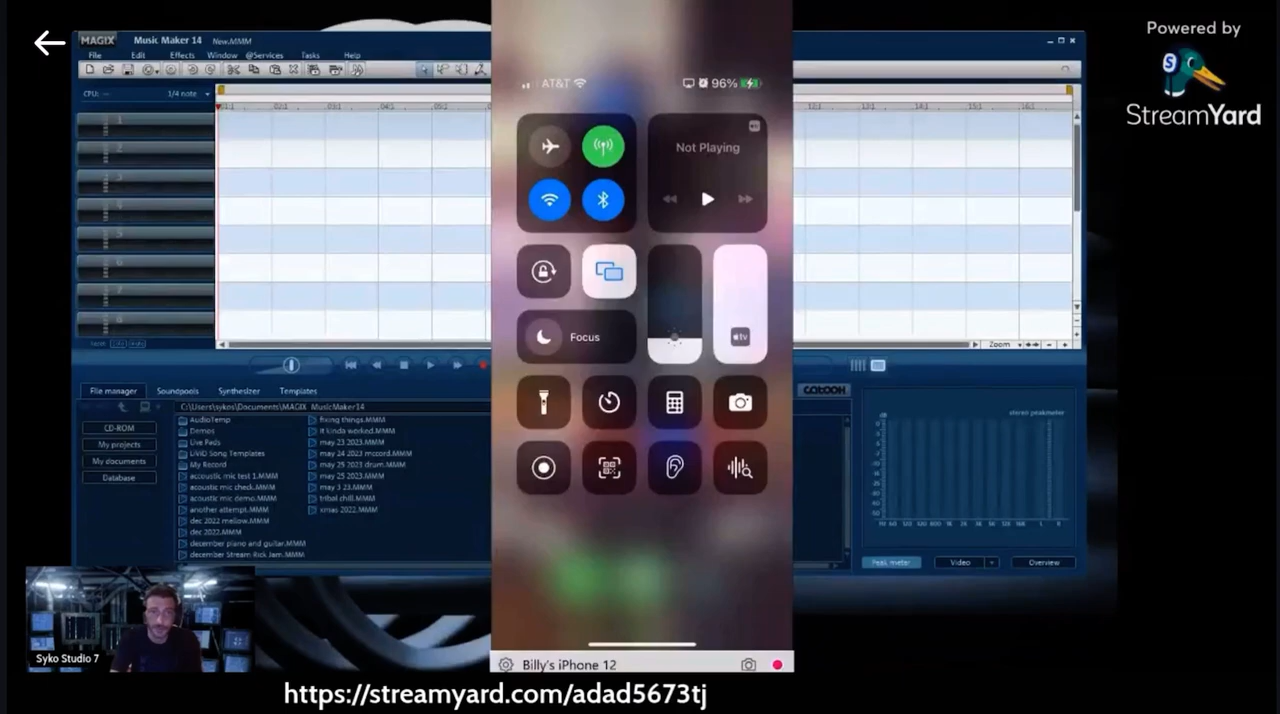 Powered by
StreamYard
MAGIX Music Maker 14 New.MMM
File Edit Effects Window @Services Tasks Help
CPU: 1/4 note
AT&T 96%
Not Playing
Focus
tv
Zoom
File manager Soundpools Synthesizer Templates
C:\Users\sykos\Documents\MAGIX MusicMaker14
CD-ROM
My projects
My documents
Database
AudioTemp
Demos
Live Pads
LiViD Song Templates
My Record
accoustic mic test 1.MMM
acoustic mic check.MMM
acoustic mic demo.MMM
another attempt.MMM
dec 2022 mellow.MMM
dec 2022.MMM
december piano and guitar.MMM
december Stream Rick Jam.MMM
fixing things.MMM
it kinda worked.MMM
may 23 2023.MMM
may 24 2023 mccord.MMM
may 25 2023 drum.MMM
may 25 2023.MMM
may 3 23.MMM
tribal chill.MMM
xmas 2022.MMM
stereo peakmeter
Peak meter Video Overview
Syko Studio 7
Billy's iPhone 12
https://streamyard.com/adad5673tj